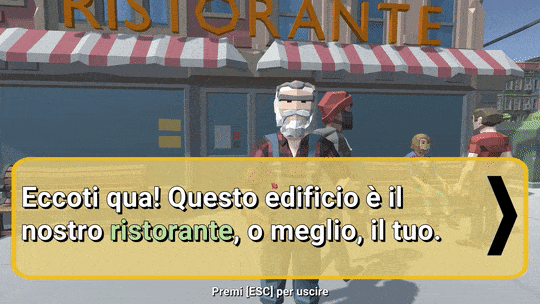 RISTORANTE
Eccoti qua! Questo edificio è il
nostro ristorante, o meglio, il tuo.
Premi [ESC] per uscire